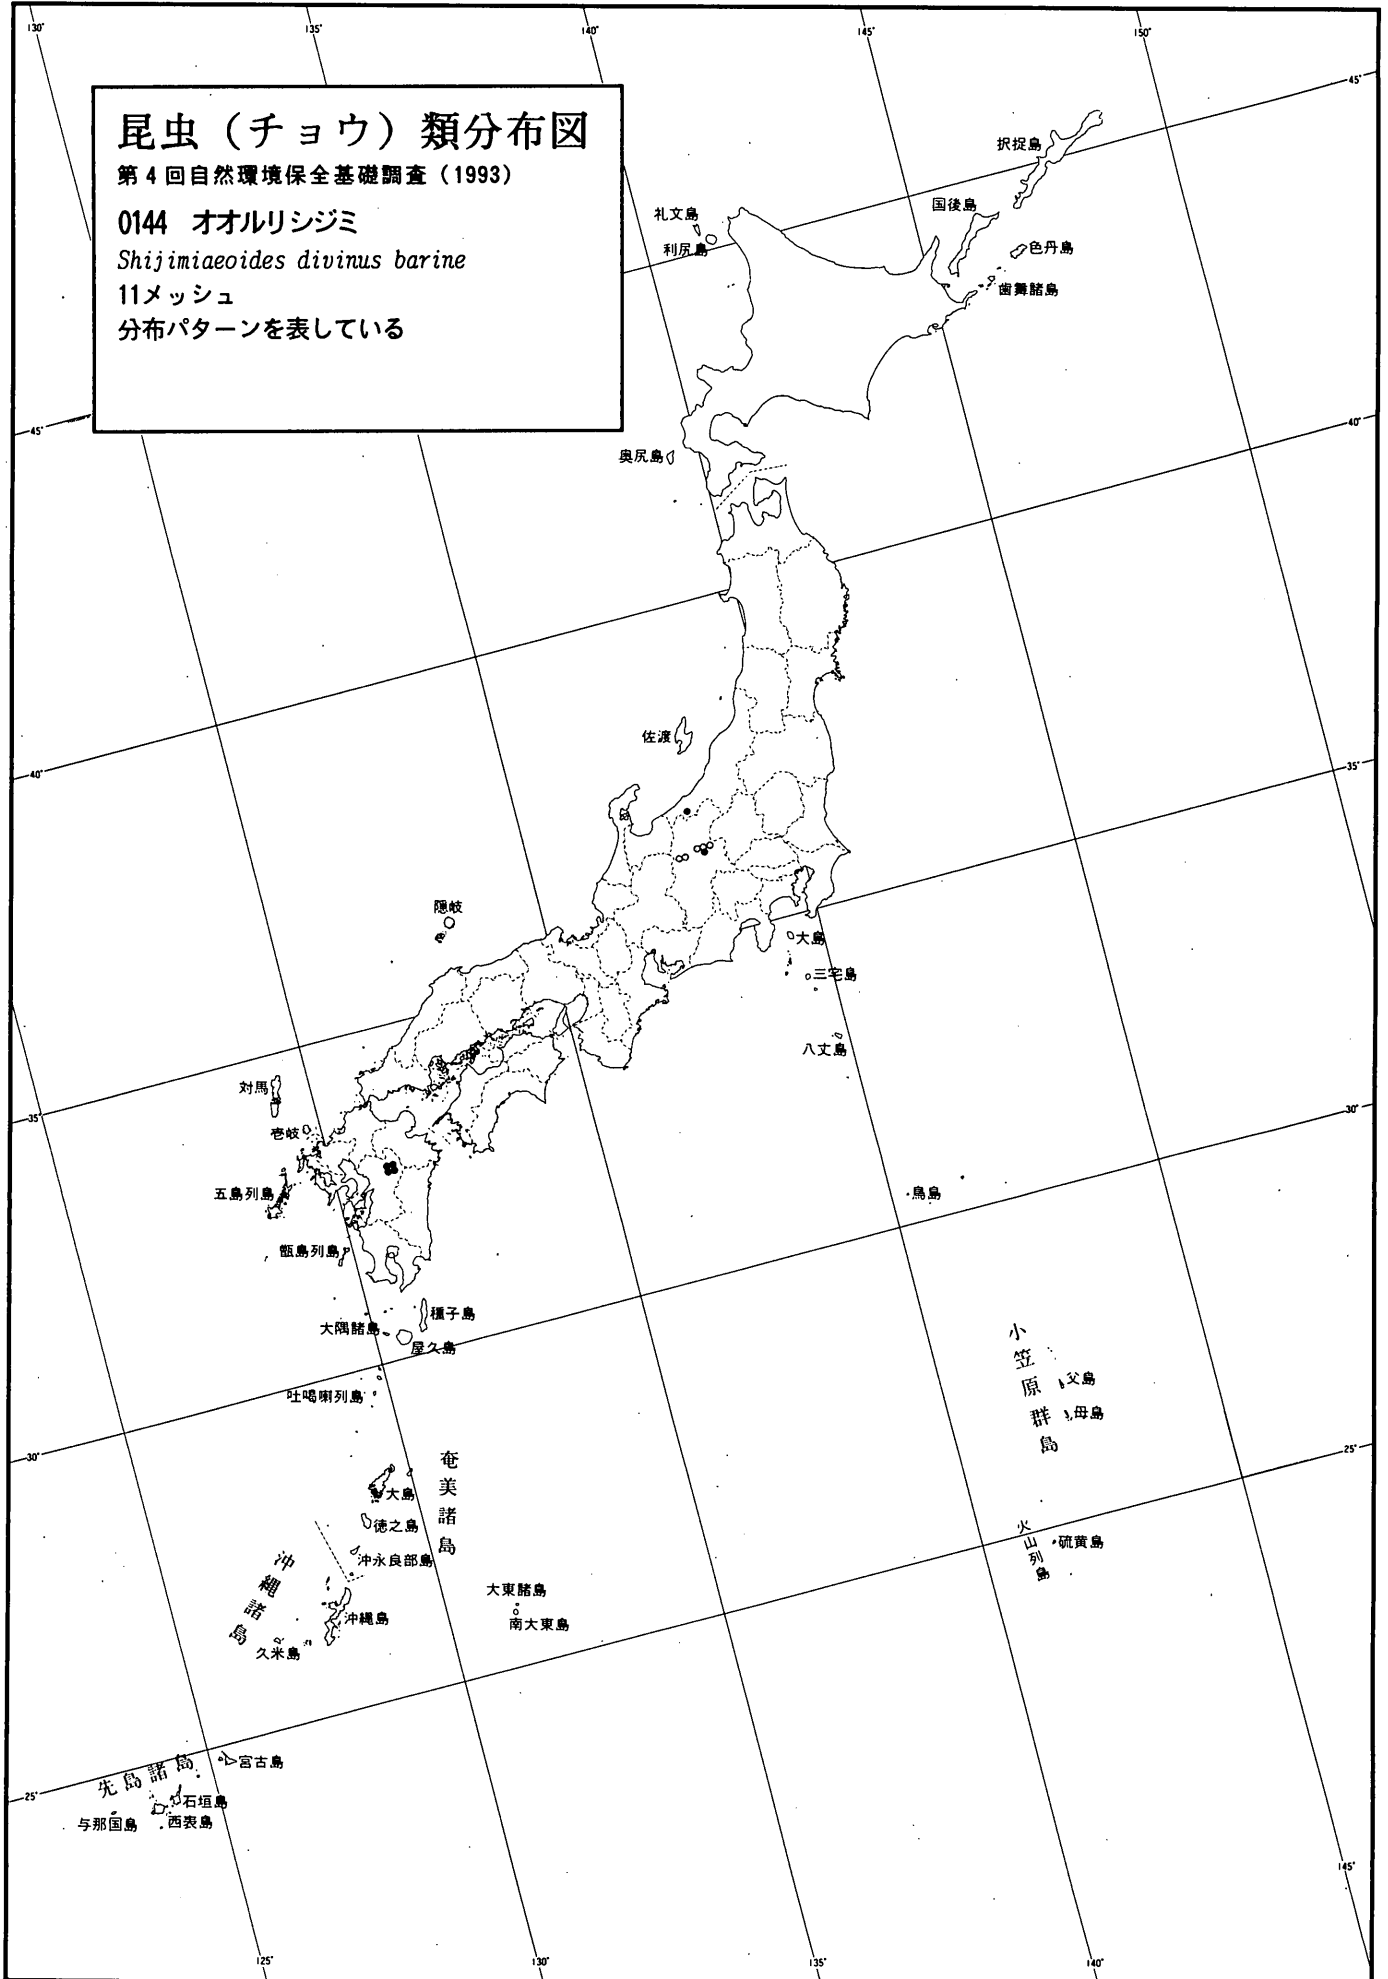 130°
135°
140°
145°
150°
昆虫（チョウ）類分布図
第4回自然環境保全基礎調査（1993）
0144 オオルリシジミ
Shijimiaeoides divinus barine
11メッシュ
分布パターンを表している
45°
択捉島
国後島
色丹島
歯舞諸島
礼文島
利尻島
45°
40°
奥尻島
佐渡
40°
35°
隠岐
大島
三宅島
八丈島
対馬
壱岐
35°
30°
五島列島
鳥島
甑島列島
種子島
大隅諸島
屋久島
吐噶喇列島
小笠原群島
父島
母島
30°
25°
奄美諸島
大島
徳之島
沖永良部島
沖縄諸島
沖縄島
久米島
大東諸島
南大東島
火山列島
硫黄島
先島諸島
宮古島
石垣島
西表島
与那国島
25°
145°
125°
130°
135°
140°